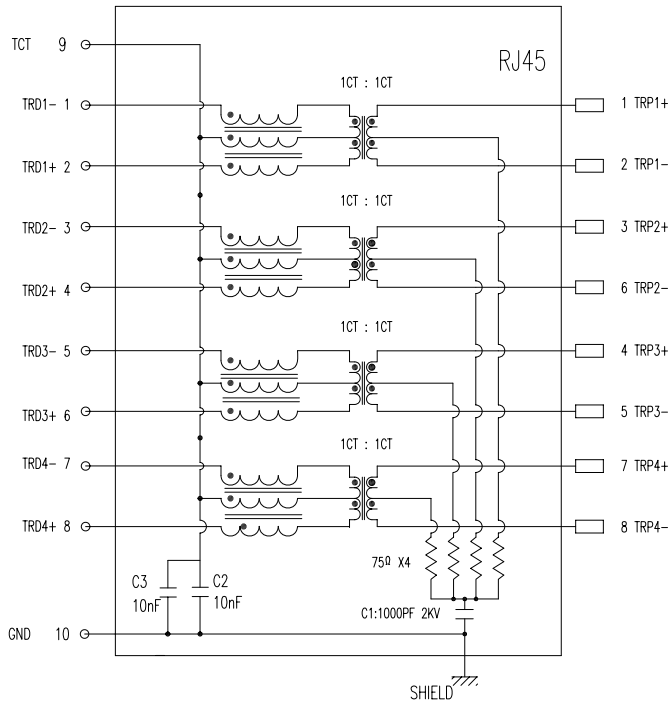 TCT 9
RJ45
1CT : 1CT
TRD1- 1
1 TRP1+
TRD1+ 2
2 TRP1-
1CT : 1CT
TRD2- 3
3 TRP2+
TRD2+ 4
6 TRP2-
1CT : 1CT
TRD3- 5
4 TRP3+
TRD3+ 6
5 TRP3-
1CT : 1CT
TRD4- 7
7 TRP4+
TRD4+ 8
8 TRP4-
75Ω X4
C3
10nF
C2
10nF
C1:1000PF 2KV
GND 10
SHIELD